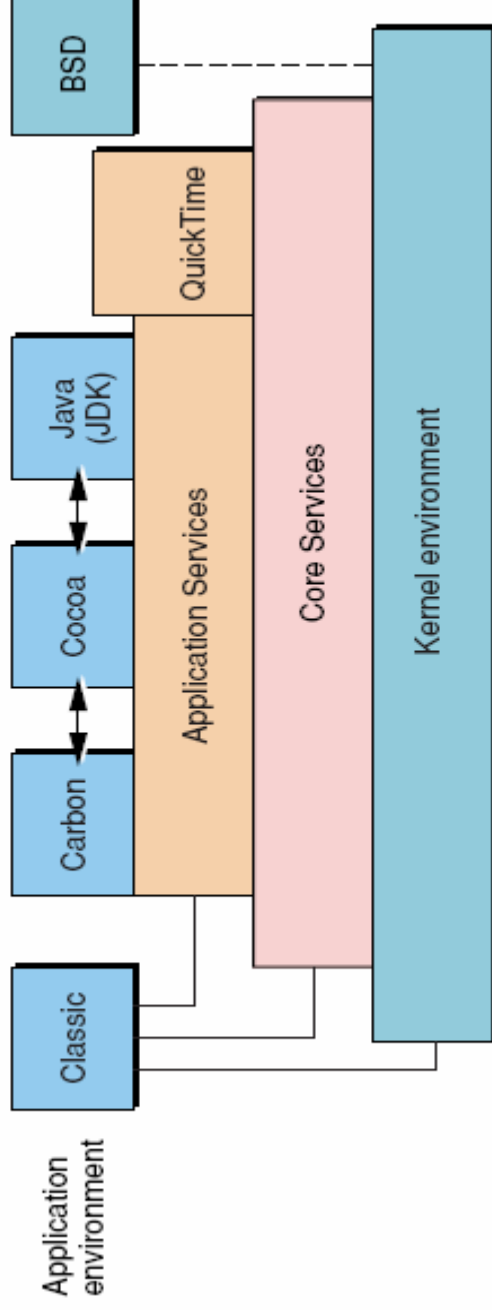 Application
environment
Classic
Carbon
Cocoa
Java
(JDK)
BSD
Application Services
QuickTime
Core Services
Kernel environment